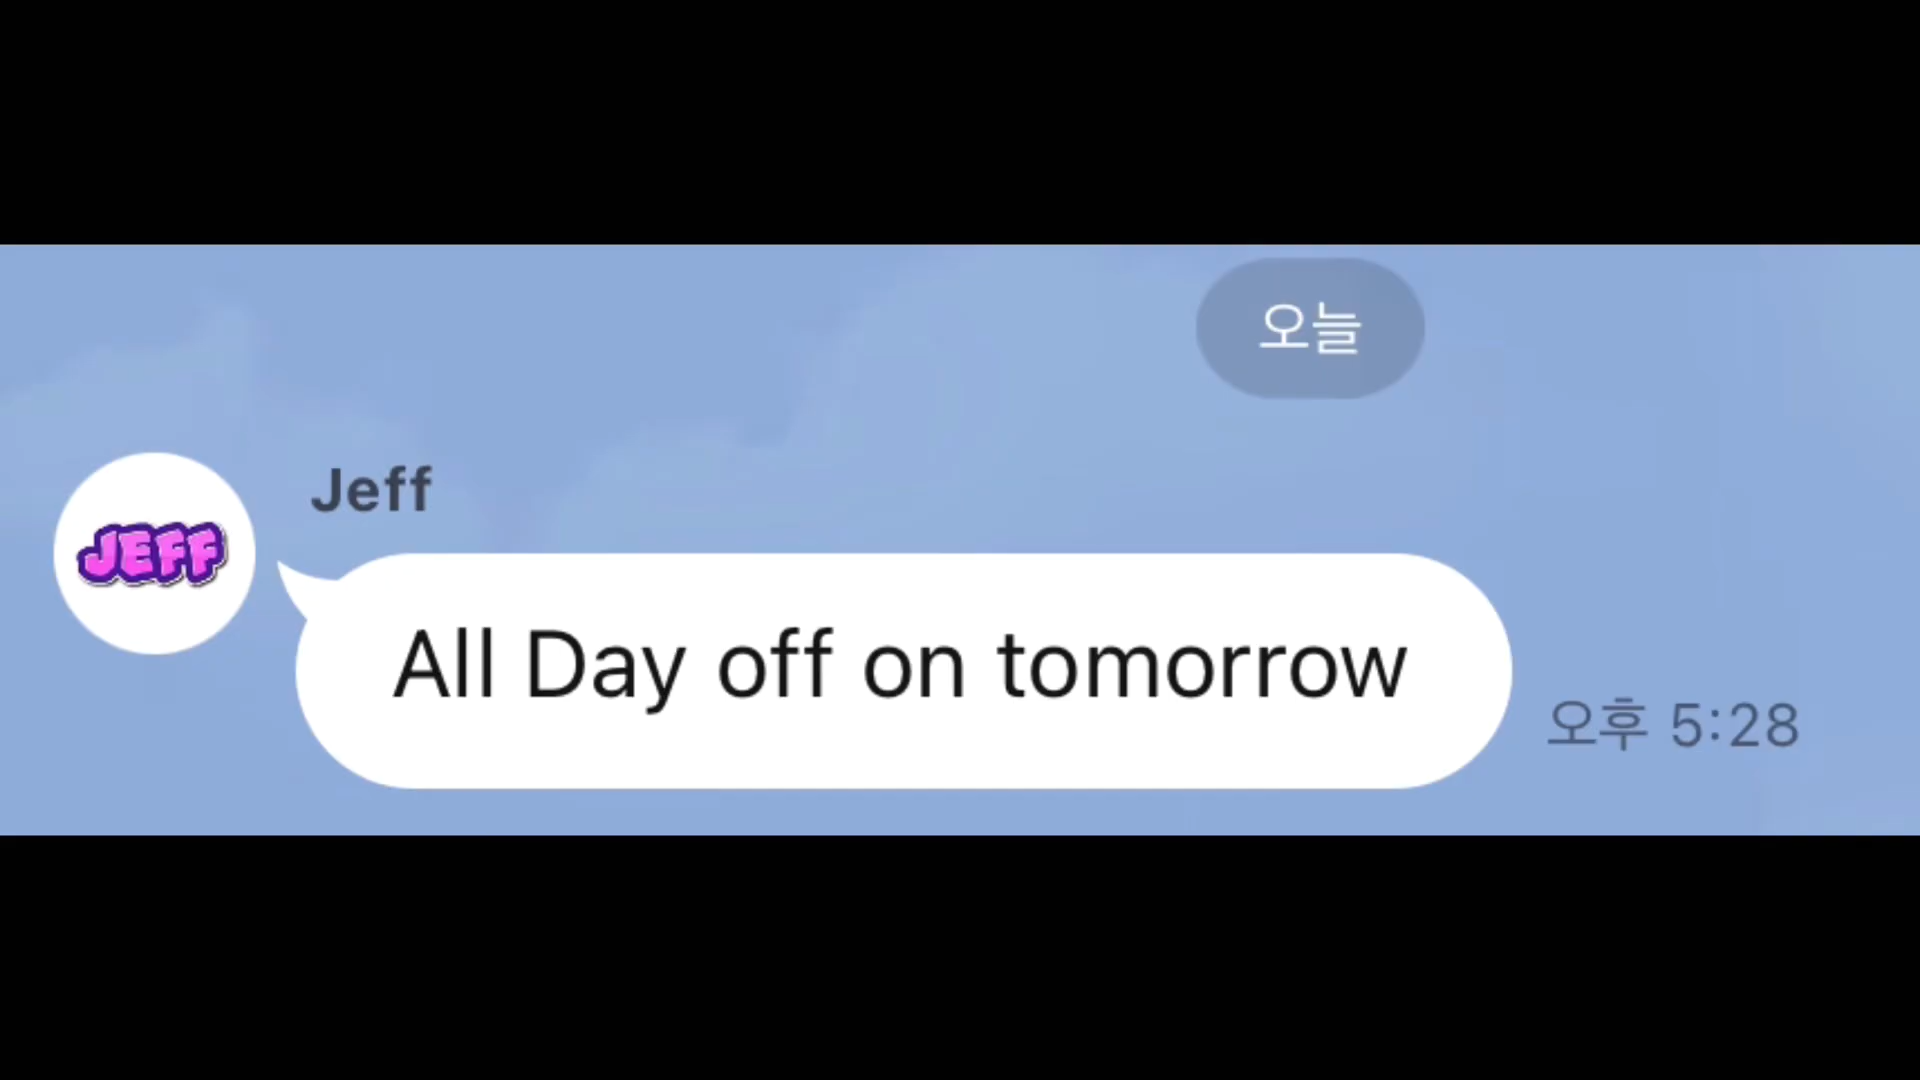 오늘
JEFF
Jeff
All Day off on tomorrow
오후 5:28